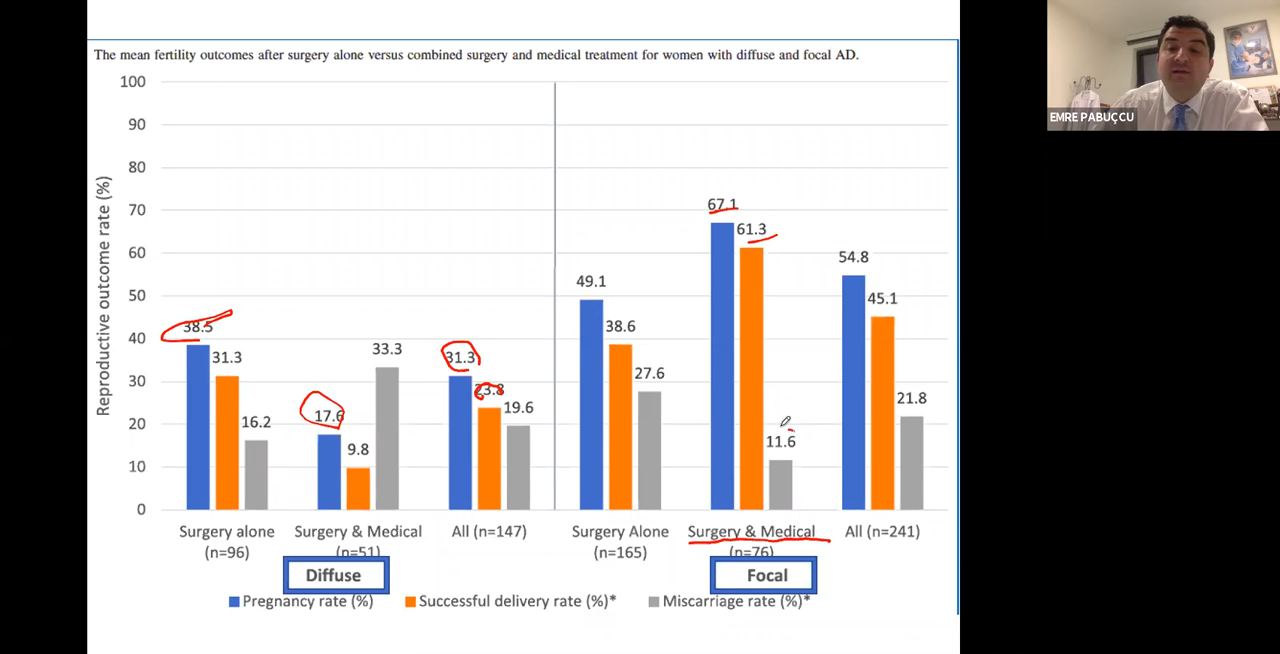 The mean fertility outcomes after surgery alone versus combined surgery and medical treatment for women with diffuse and focal AD.
EMRE PABUÇCU
Reproductive outcome rate (%)
100
90
80
70
60
50
40
30
20
10
0
38.5
31.3
16.2
17.6
9.8
33.3
31.3
23.8
19.6
49.1
38.6
27.6
67.1
61.3
11.6
54.8
45.1
21.8
Surgery alone
(n=96)
Surgery & Medical
(n=51)
All (n=147)
Surgery Alone
(n=165)
Surgery & Medical
(n=76)
All (n=241)
Diffuse
Focal
Pregnancy rate (%)
Successful delivery rate (%)*
Miscarriage rate (%)*